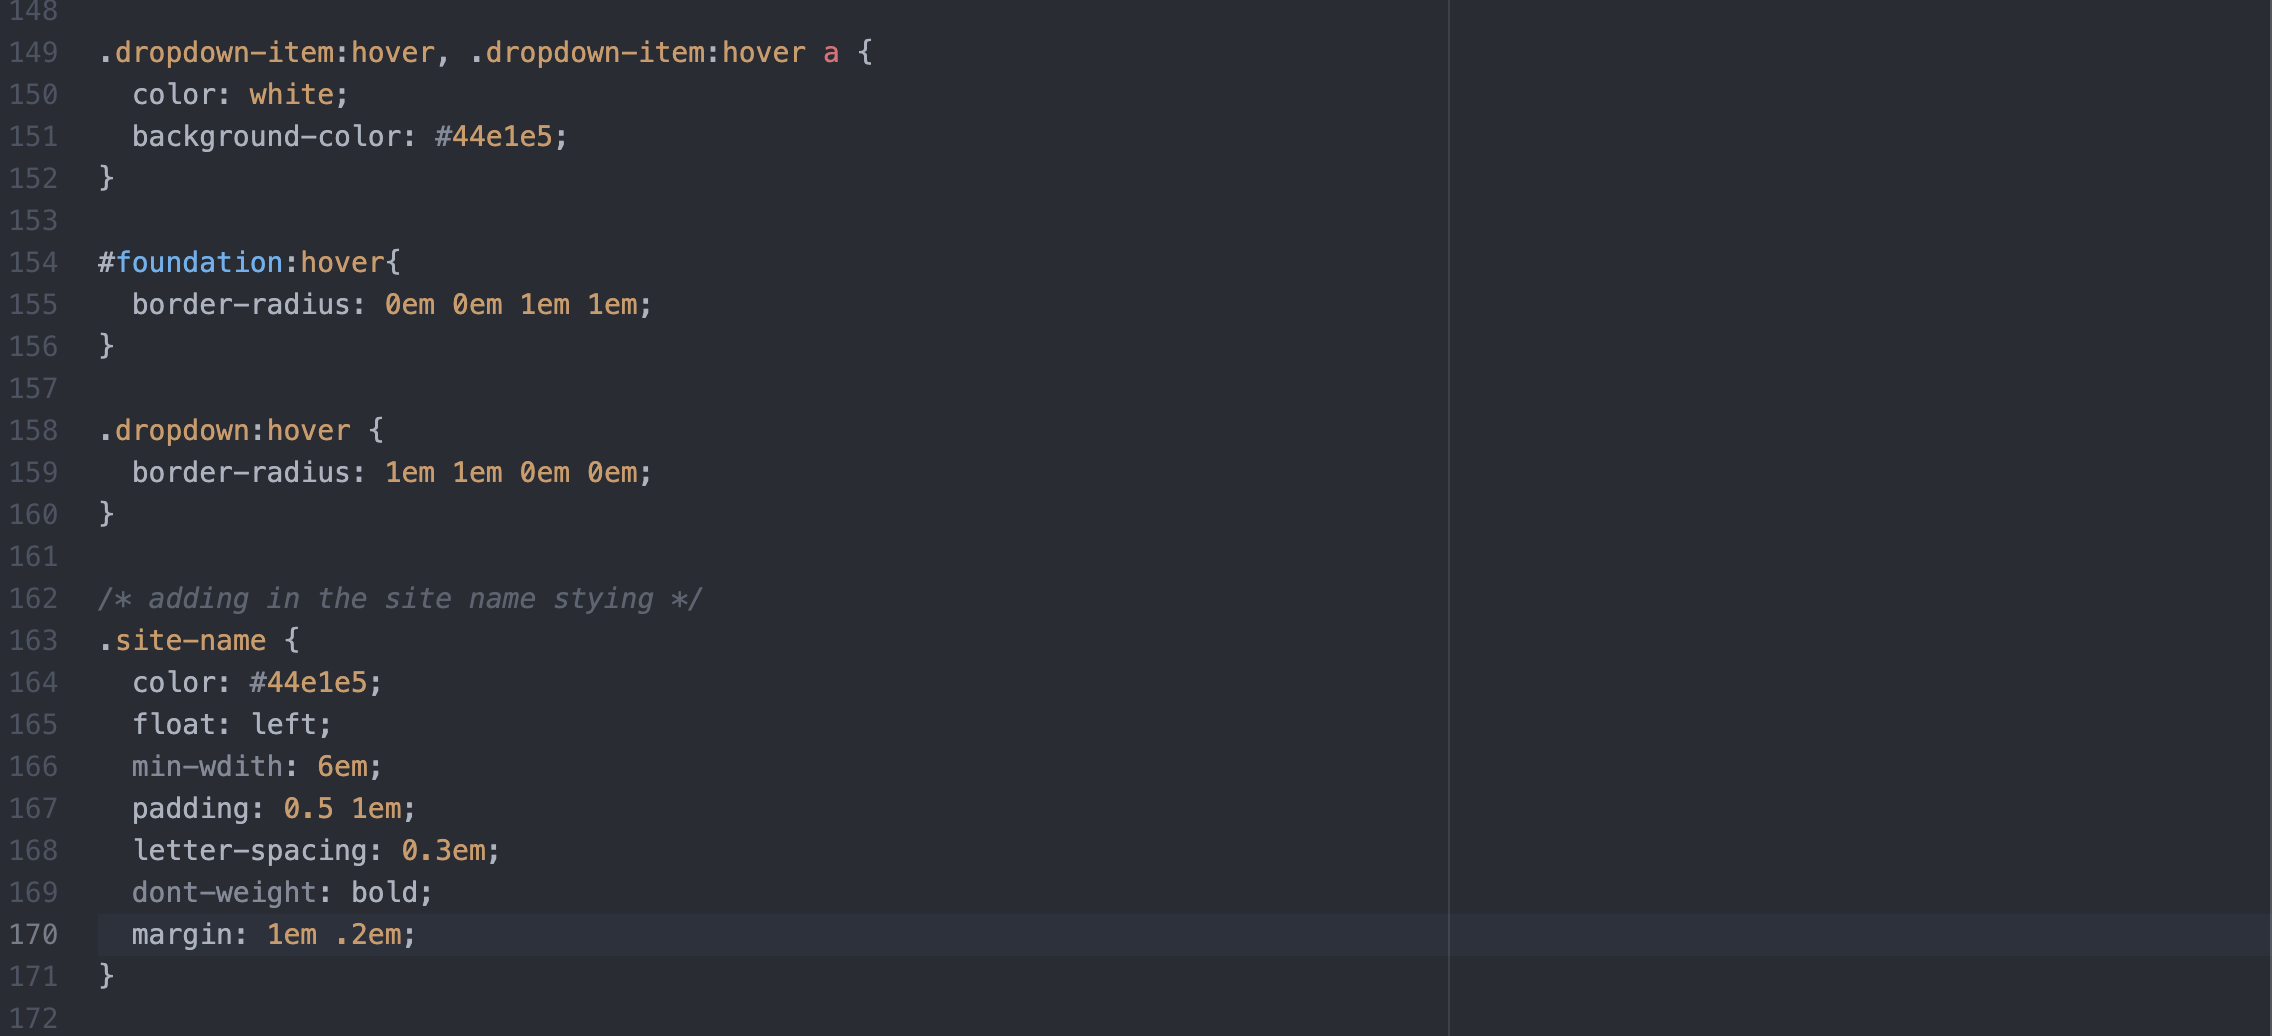 148
149 .dropdown-item:hover, .dropdown-item:hover a {
150   color: white;
151   background-color: #44e1e5;
152 }
153
154 #foundation:hover{
155   border-radius: 0em 0em 1em 1em;
156 }
157
158 .dropdown:hover {
159   border-radius: 1em 1em 0em 0em;
160 }
161
162 /* adding in the site name stying */
163 .site-name {
164   color: #44e1e5;
165   float: left;
166   min-wdith: 6em;
167   padding: 0.5 1em;
168   letter-spacing: 0.3em;
169   dont-weight: bold;
170   margin: 1em .2em;
171 }
172